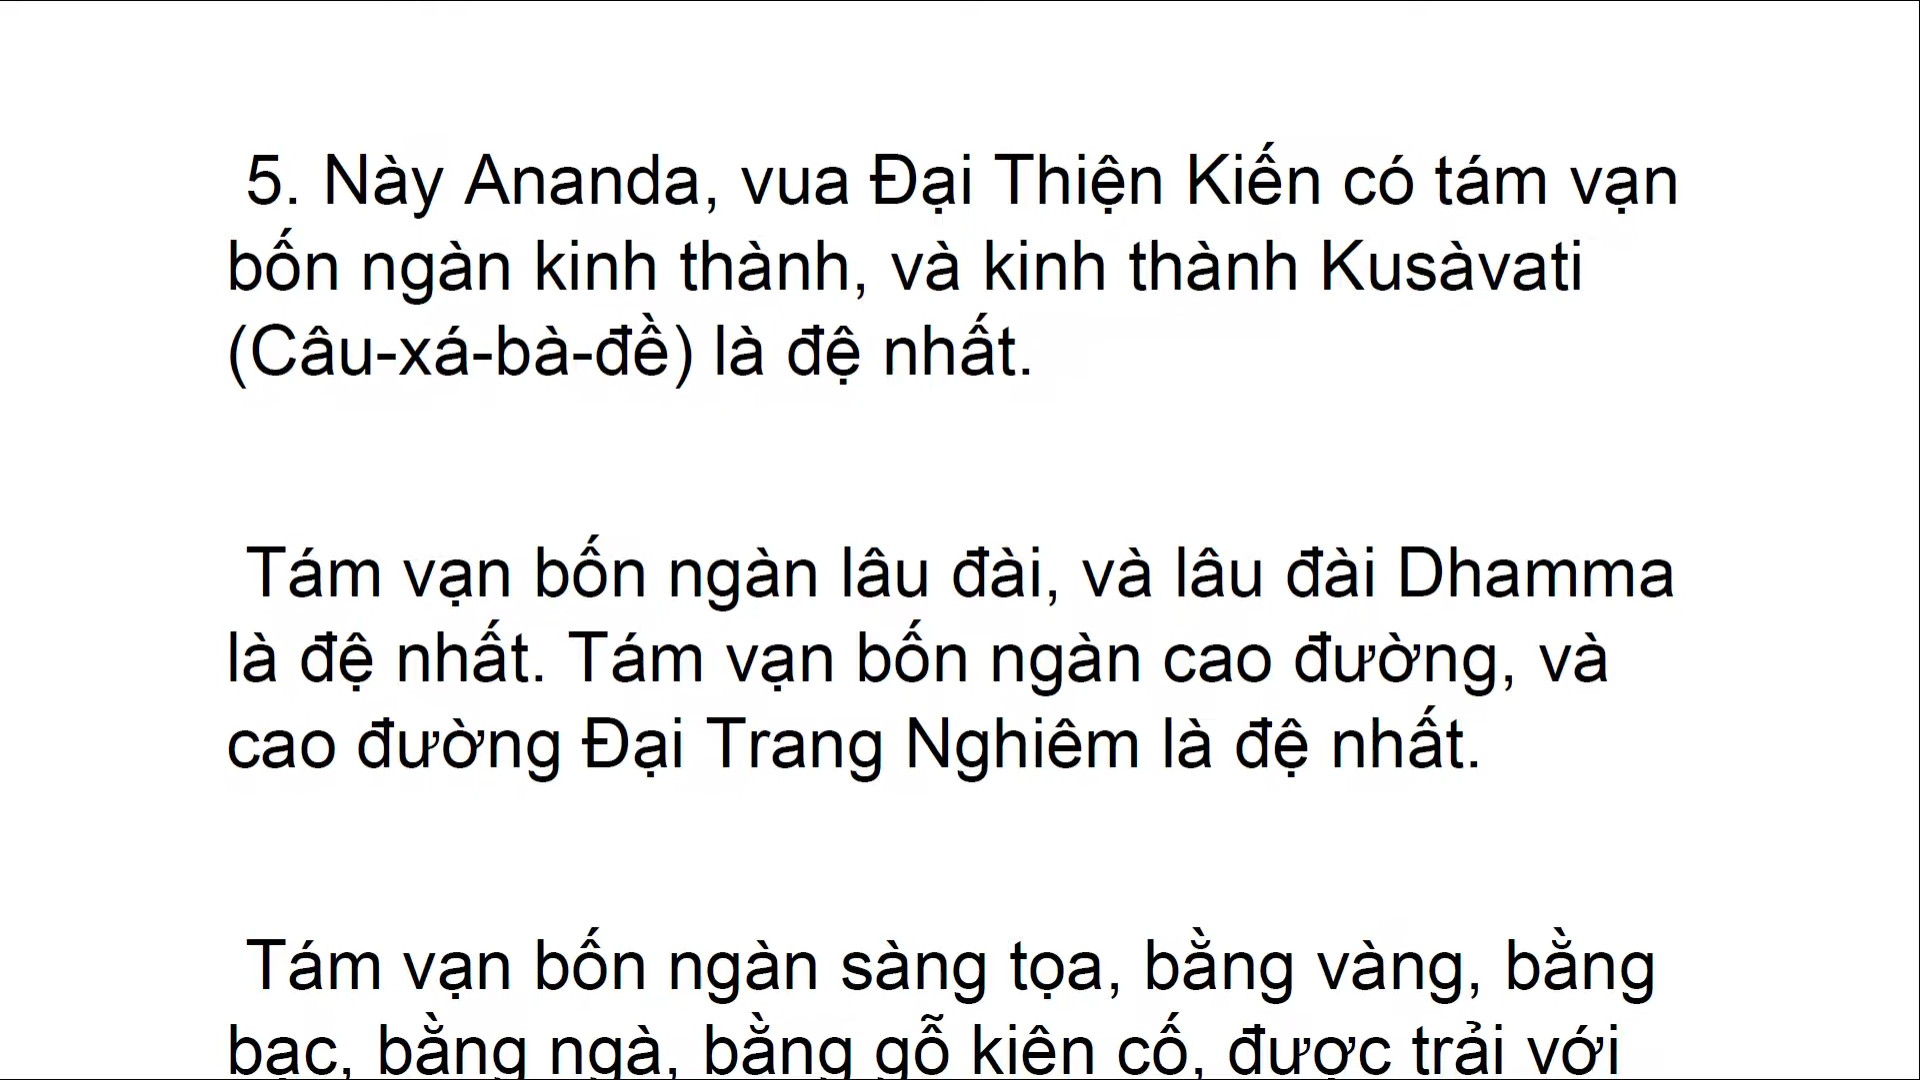 5. Này Ananda, vua Đại Thiện Kiến có tám vạn
bốn ngàn kinh thành, và kinh thành Kusàvati
(Câu-xá-bà-đề) là đệ nhất.
Tám vạn bốn ngàn lâu đài, và lâu đài Dhamma
là đệ nhất. Tám vạn bốn ngàn cao đường, và
cao đường Đại Trang Nghiêm là đệ nhất.
Tám vạn bốn ngàn sàng tọa, bằng vàng, bằng
bạc, bằng ngà, bằng gỗ kiên cố, được trải với